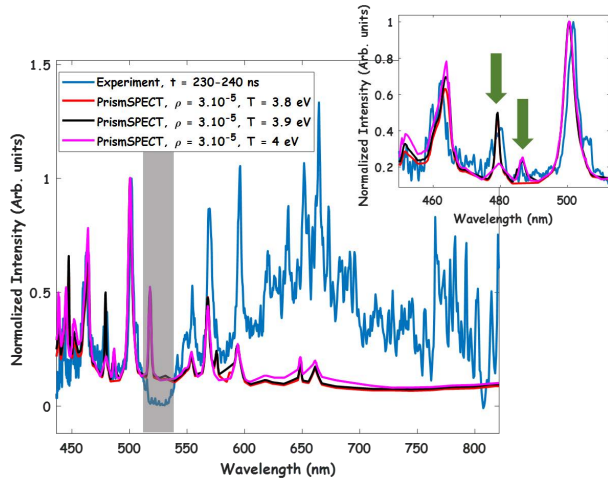 Normalized Intensity (Arb. units)
1.5
1
0.5
0
Experiment, t = 230-240 ns
PrismSPECT, ρ = 3.10⁻⁵, T = 3.8 eV
PrismSPECT, ρ = 3.10⁻⁵, T = 3.9 eV
PrismSPECT, ρ = 3.10⁻⁵, T = 4 eV
450 500 550 600 650 700 750 800
Wavelength (nm)
Normalized Intensity (Arb. units)
1
0.8
0.6
0.4
0.2
460 480 500
Wavelength (nm)